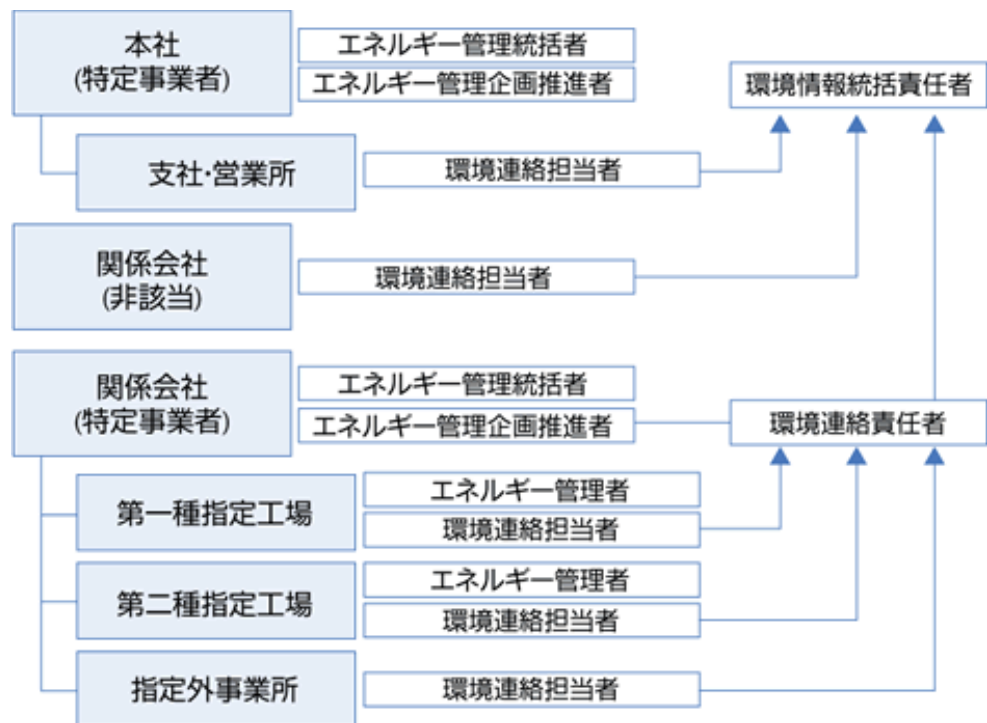 本社
(特定事業者)
エネルギー管理統括者
エネルギー管理企画推進者
環境情報統括責任者
支社・営業所
環境連絡担当者
関係会社
(非該当)
環境連絡担当者
関係会社
(特定事業者)
エネルギー管理統括者
エネルギー管理企画推進者
環境連絡責任者
第一種指定工場
エネルギー管理者
環境連絡担当者
第二種指定工場
エネルギー管理者
環境連絡担当者
指定外事業所
環境連絡担当者